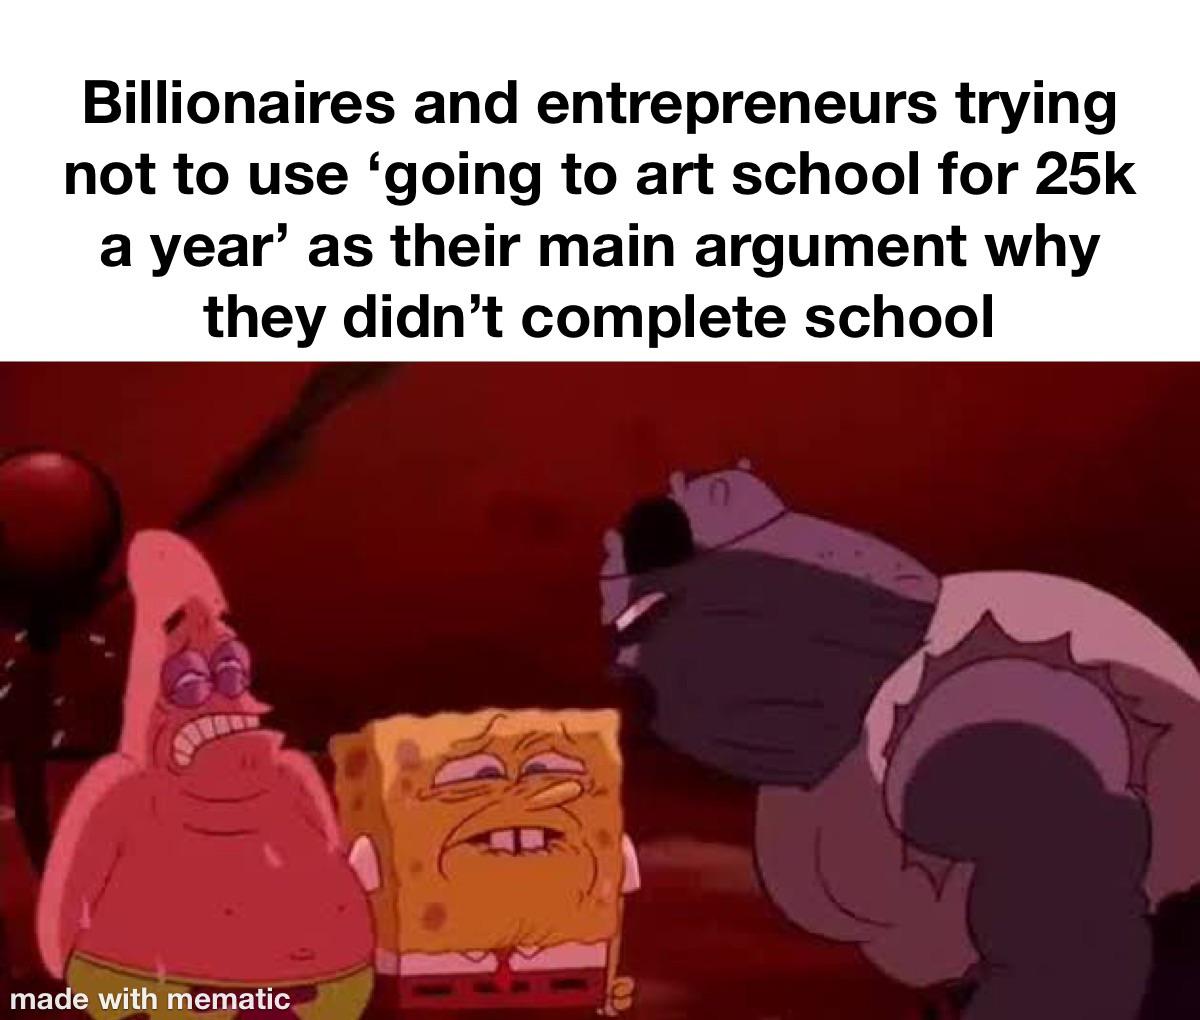 Billionaires and entrepreneurs trying
not to use ‘going to art school for 25k
a year’ as their main argument why
they didn’t complete school
made with mematic